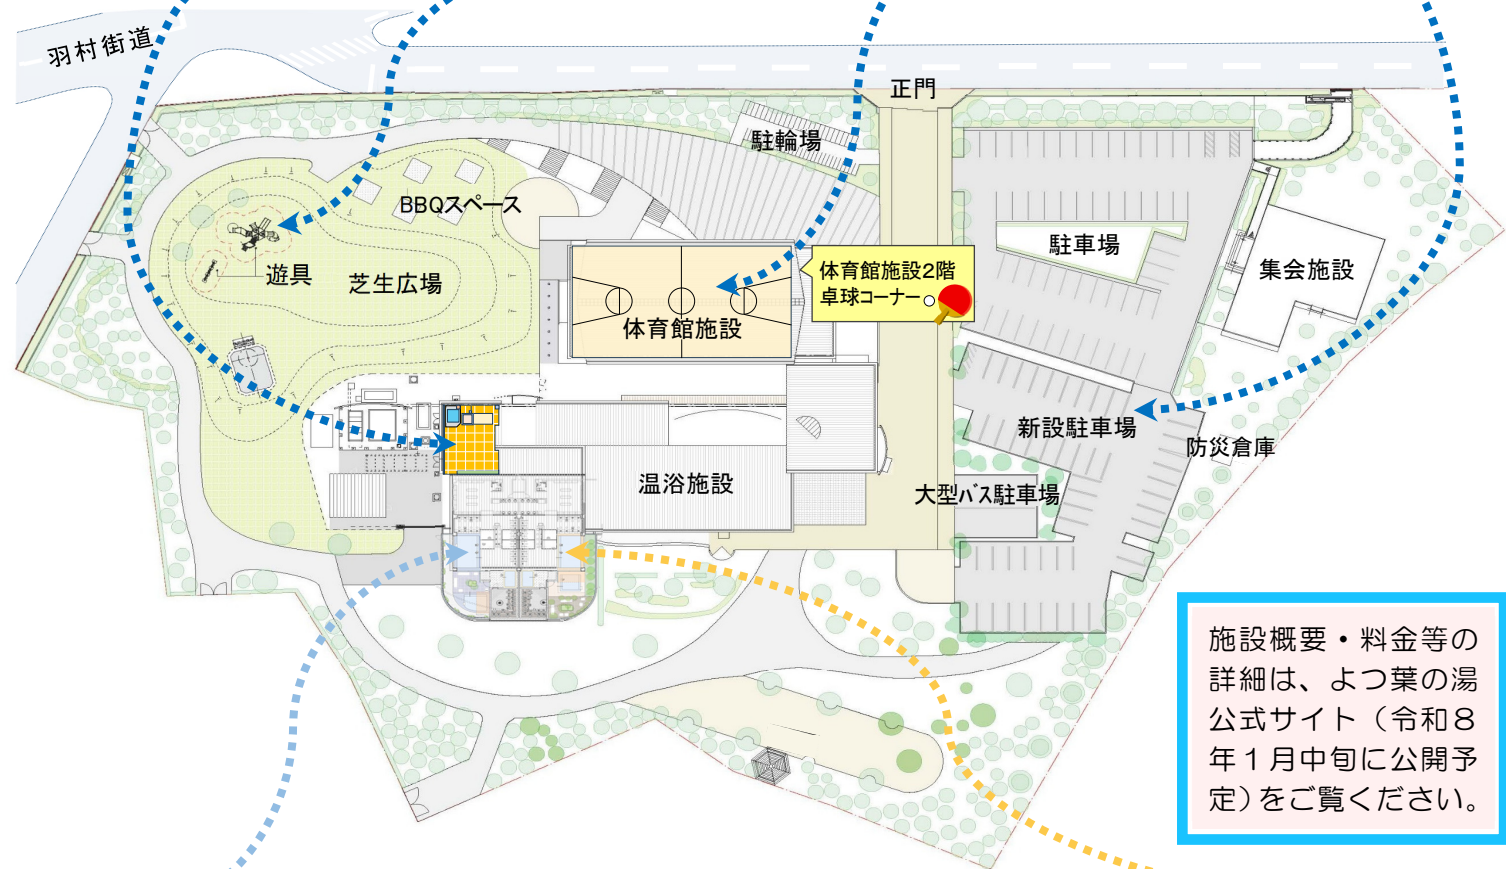 羽村街道
正門
駐輪場
BBQスペース
駐車場
集会施設
遊具
芝生広場
体育館施設2階
卓球コーナー
体育館施設
新設駐車場
防災倉庫
温浴施設
大型バス駐車場
施設概要・料金等の
詳細は、よつ葉の湯
公式サイト（令和８
年１月中旬に公開予
定）をご覧ください。